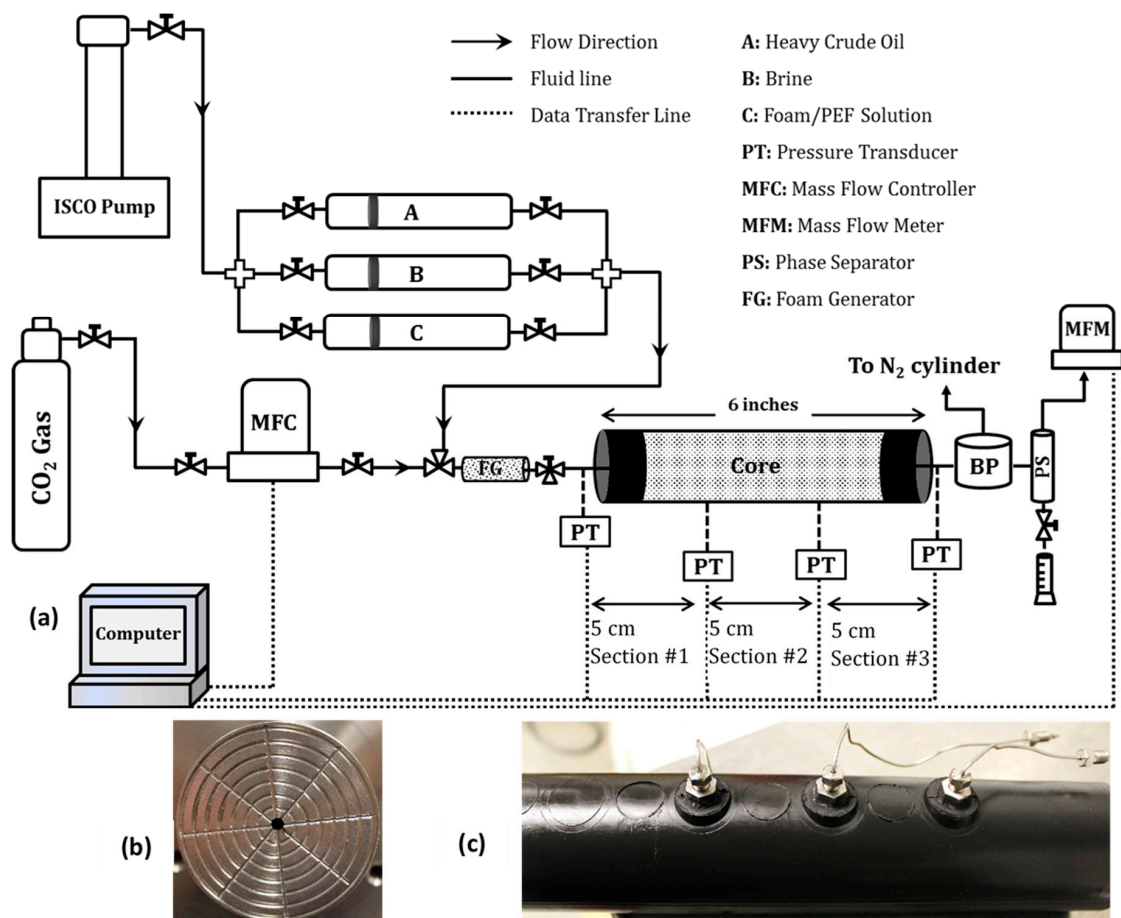 Flow Direction
Fluid line
Data Transfer Line
A: Heavy Crude Oil
B: Brine
C: Foam/PEF Solution
PT: Pressure Transducer
MFC: Mass Flow Controller
MFM: Mass Flow Meter
PS: Phase Separator
FG: Foam Generator
ISCO Pump
A
B
C
CO₂ Gas
MFC
FG
6 inches
Core
To N₂ cylinder
BP
PS
MFM
PT
PT
PT
PT
5 cm
Section #1
5 cm
Section #2
5 cm
Section #3
(a)
Computer
(b)
(c)